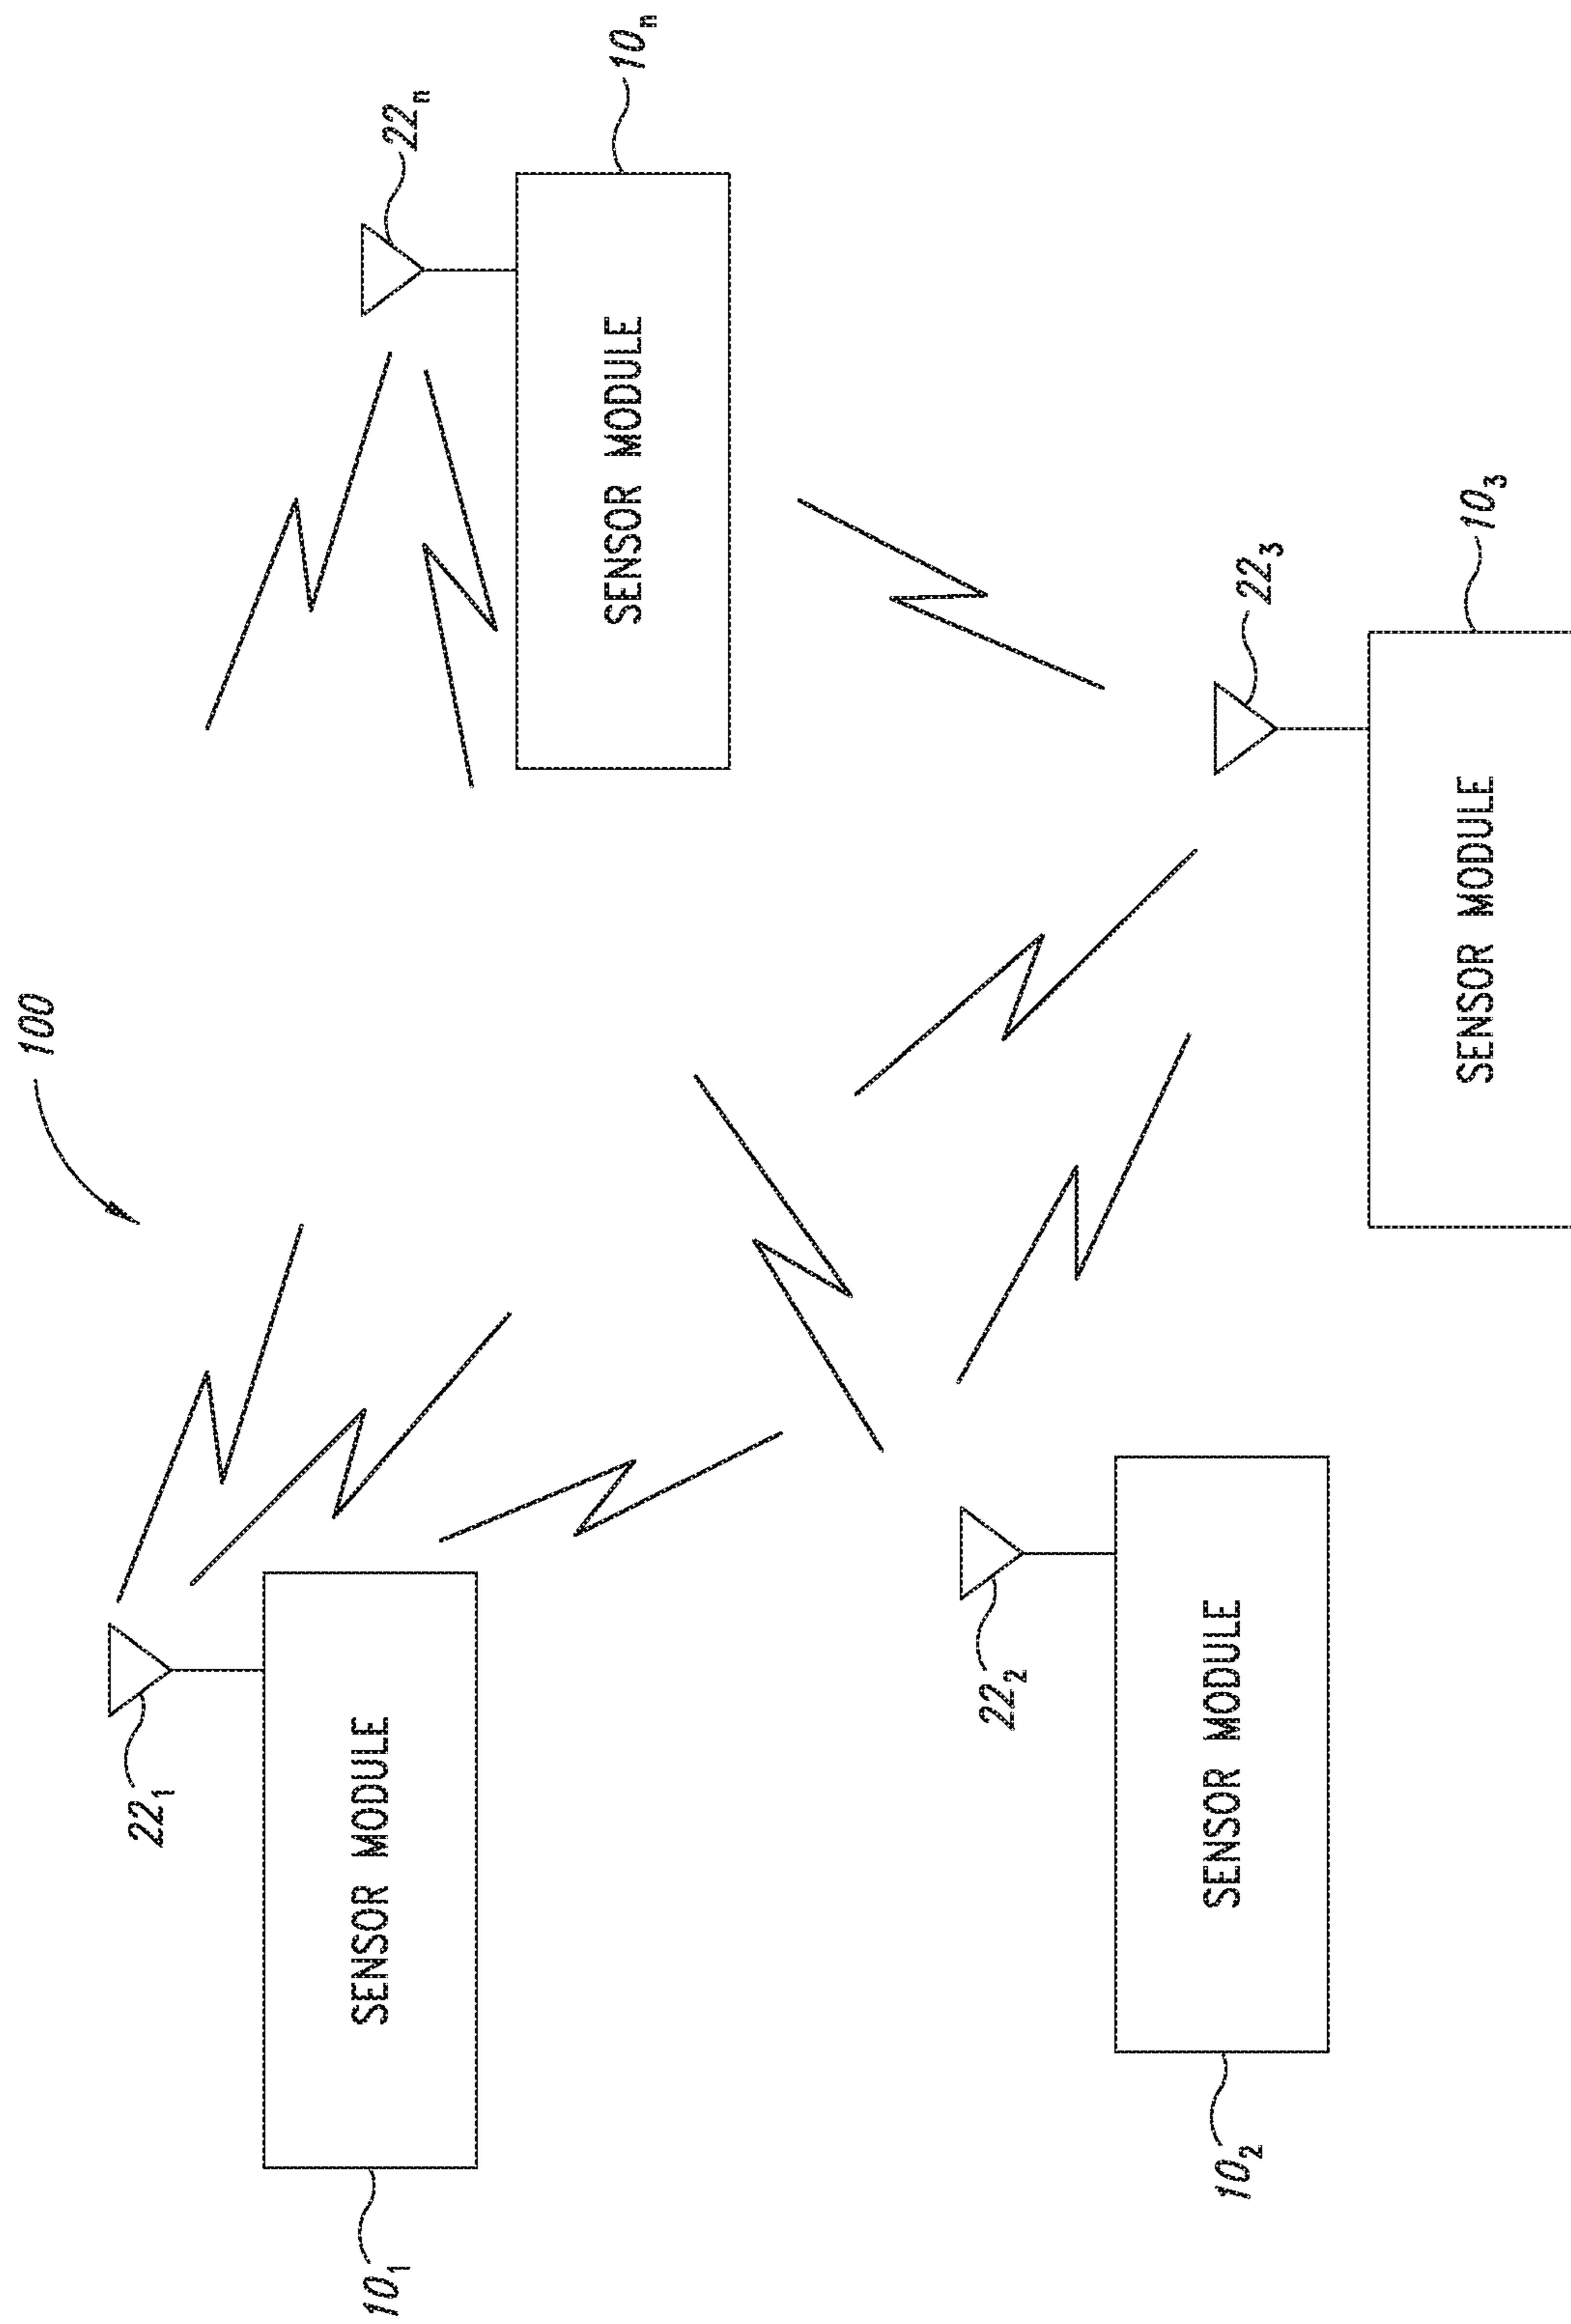 100
22₁
SENSOR MODULE
10₁
22ₙ
SENSOR MODULE
10ₙ
22₂
SENSOR MODULE
10₂
22₃
SENSOR MODULE
10₃